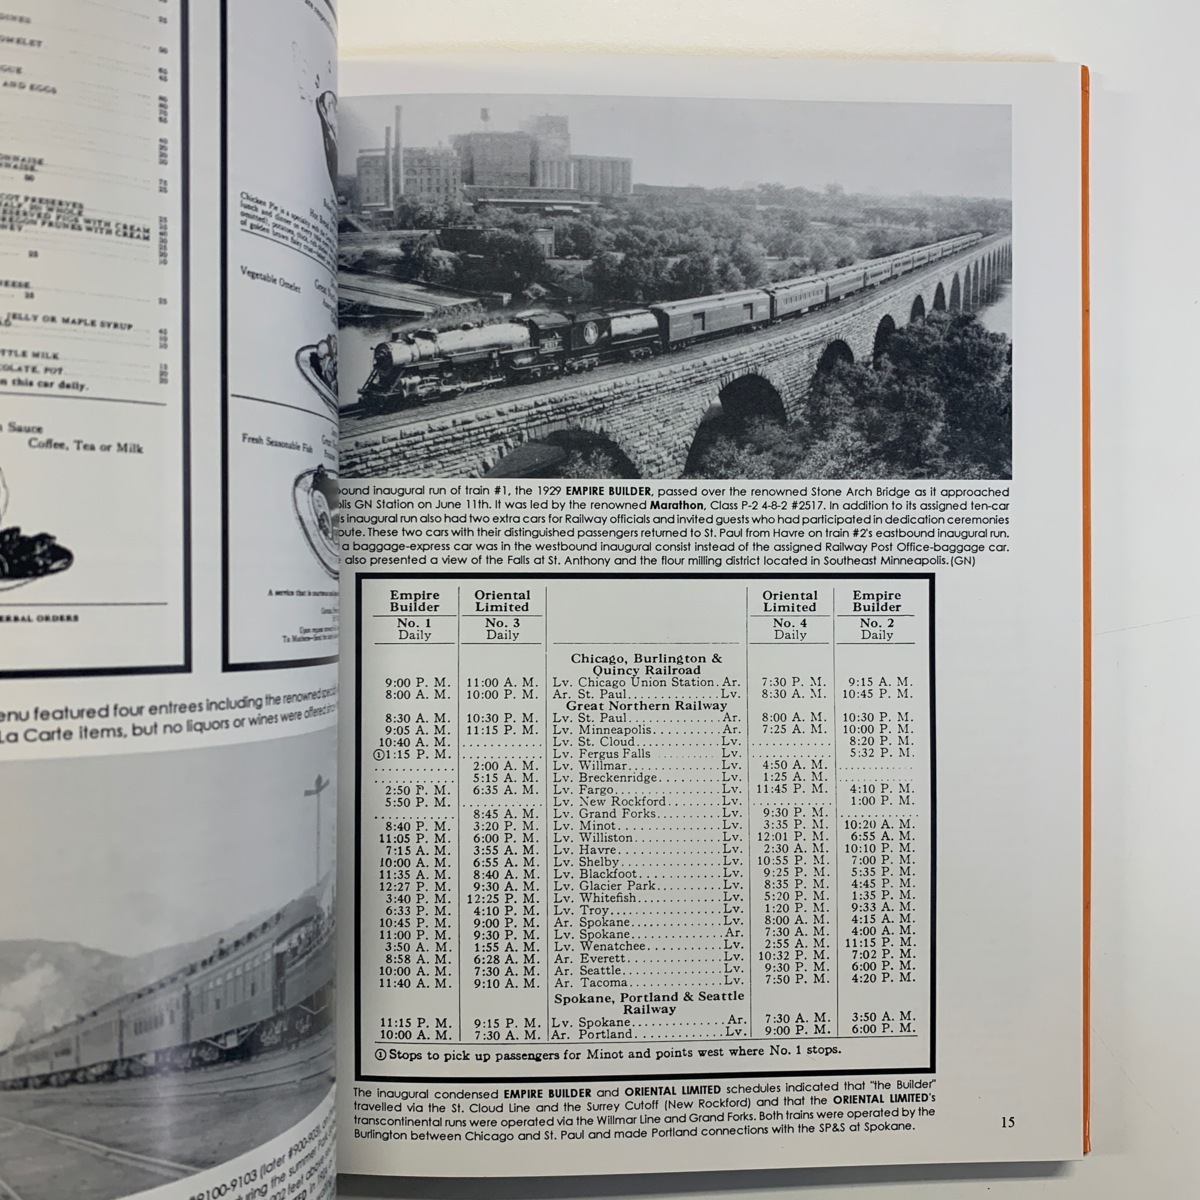 OMELET
AND EGGS
COT PRESERVES
JELLY OR MAPLE SYRUP
n this car daily.
Sauce
Coffee, Tea or Milk
Vegetable Omelet
Fresh Seasonable Fish
enu featured four entrees including the renowned
La Carte items, but no liquors or wines were offered
9100-9103 (later #900-903),
during the summer
bound inaugural run of train #1, the 1929 EMPIRE BUILDER, passed over the renowned Stone Arch Bridge as it approached
olis GN Station on June 11th. It was led by the renowned Marathon, Class P-2 4-8-2 #2517. In addition to its assigned ten-car
s inaugural run also had two extra cars for Railway officials and invited guests who had participated in dedication ceremonies
oute. These two cars with their distinguished passengers returned to St. Paul from Havre on train #2's eastbound inaugural run.
a baggage-express car was in the westbound inaugural consist instead of the assigned Railway Post Office-baggage car.
also presented a view of the Falls at St. Anthony and the flour milling district located in Southeast Minneapolis.(GN)
Empire Builder Oriental Limited Oriental Limited Empire Builder
No. 1 Daily No. 3 Daily No. 4 Daily No. 2 Daily
Chicago, Burlington &
Quincy Railroad
9:00 P. M. 11:00 A. M. Lv. Chicago Union Station. Ar. 7:30 P. M. 9:15 A. M.
8:00 A. M. 10:00 P. M. Ar. St. Paul............Lv. 8:30 A. M. 10:45 P. M.
Great Northern Railway
8:30 A. M. 10:30 P. M. Lv. St. Paul............Ar. 8:00 A. M. 10:30 P. M.
9:05 A. M. 11:15 P. M. Lv. Minneapolis.........Ar. 7:25 A. M. 10:00 P. M.
10:40 A. M. ............ Lv. St. Cloud...........Lv. ............ 8:20 P. M.
①1:15 P. M. ............ Lv. Fergus Falls ........Lv. ............ 5:32 P. M.
............ 2:00 A. M. Lv. Willmar............Lv. 4:50 A. M. ............
............ 5:15 A. M. Lv. Breckenridge.........Lv. 1:25 A. M. ............
2:50 P. M. 6:35 A. M. Lv. Fargo..............Lv. 11:45 P. M. 4:10 P. M.
5:50 P. M. ............ Lv. New Rockford........Lv. ............ 1:00 P. M.
............ 8:45 A. M. Lv. Grand Forks.........Lv. 9:30 P. M. ............
8:40 P. M. 3:20 P. M. Lv. Minot..............Lv. 3:35 P. M. 10:20 A. M.
11:05 P. M. 6:00 P. M. Lv. Williston............Lv. 12:01 P. M. 6:55 A. M.
7:15 A. M. 3:55 A. M. Lv. Havre..............Lv. 2:30 A. M. 10:10 P. M.
10:00 A. M. 6:55 A. M. Lv. Shelby.............Lv. 10:55 P. M. 7:00 P. M.
11:35 A. M. 8:40 A. M. Lv. Blackfoot...........Lv. 9:25 P. M. 5:35 P. M.
12:27 P. M. 9:30 A. M. Lv. Glacier Park.........Lv. 8:35 P. M. 4:45 P. M.
3:40 P. M. 12:25 P. M. Lv. Whitefish...........Lv. 5:20 P. M. 1:35 P. M.
6:33 P. M. 4:10 P. M. Lv. Troy...............Lv. 1:20 P. M. 9:33 A. M.
10:45 P. M. 9:00 P. M. Ar. Spokane............Lv. 8:00 A. M. 4:15 A. M.
11:00 P. M. 9:30 P. M. Lv. Spokane............Ar. 7:30 A. M. 4:00 A. M.
3:50 A. M. 1:55 A. M. Lv. Wenatchee..........Lv. 2:55 A. M. 11:15 P. M.
8:58 A. M. 6:28 A. M. Ar. Everett.............Lv. 10:32 P. M. 7:02 P. M.
10:00 A. M. 7:30 A. M. Ar. Seattle.............Lv. 9:30 P. M. 6:00 P. M.
11:40 A. M. 9:10 A. M. Ar. Tacoma............Lv. 7:50 P. M. 4:20 P. M.
Spokane, Portland & Seattle
Railway
11:15 P. M. 9:15 P. M. Lv. Spokane............Ar. 7:30 A. M. 3:50 A. M.
10:00 A. M. 7:30 A. M. Ar. Portland............Lv. 9:00 P. M. 6:00 P. M.
①Stops to pick up passengers for Minot and points west where No. 1 stops.
The inaugural condensed EMPIRE BUILDER and ORIENTAL LIMITED schedules indicated that "the Builder"
travelled via the St. Cloud Line and the Surrey Cutoff (New Rockford) and that the ORIENTAL LIMITED's
transcontinental runs were operated via the Willmar Line and Grand Forks. Both trains were operated by the
Burlington between Chicago and St. Paul and made Portland connections with the SP&S at Spokane.
15